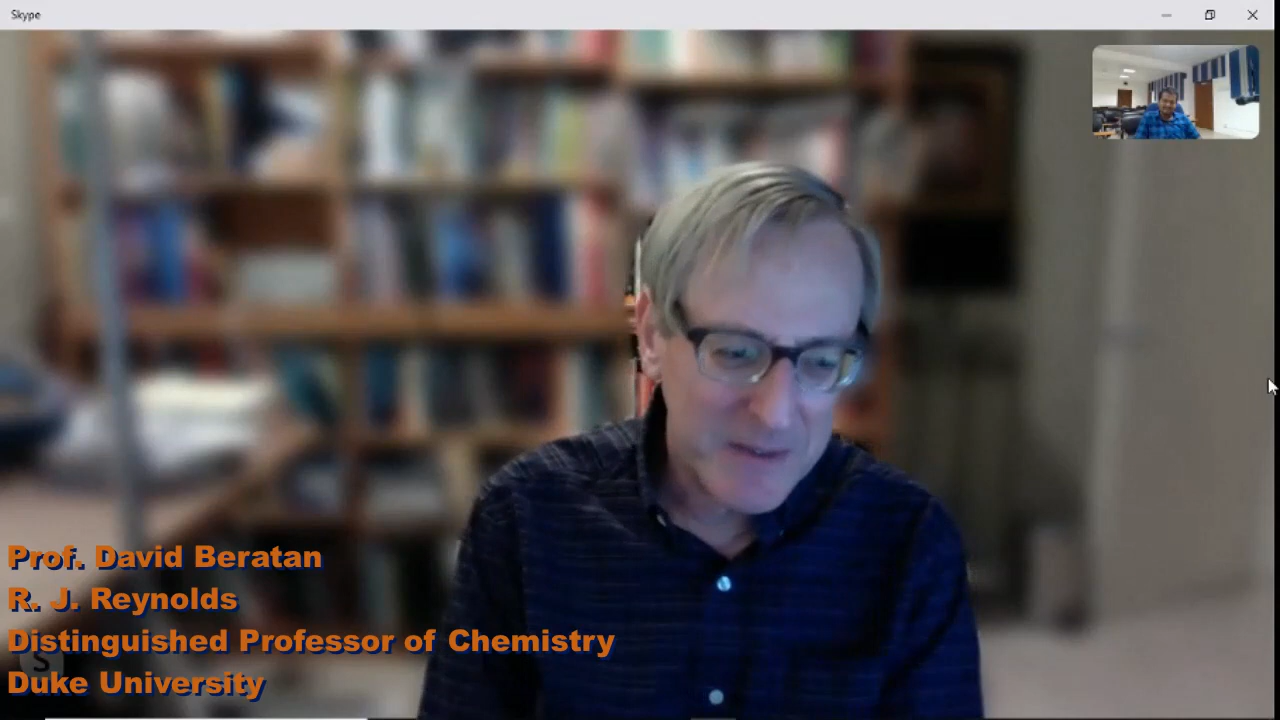 Skype
Prof. David Beratan
R. J. Reynolds
Distinguished Professor of Chemistry
S
Duke University